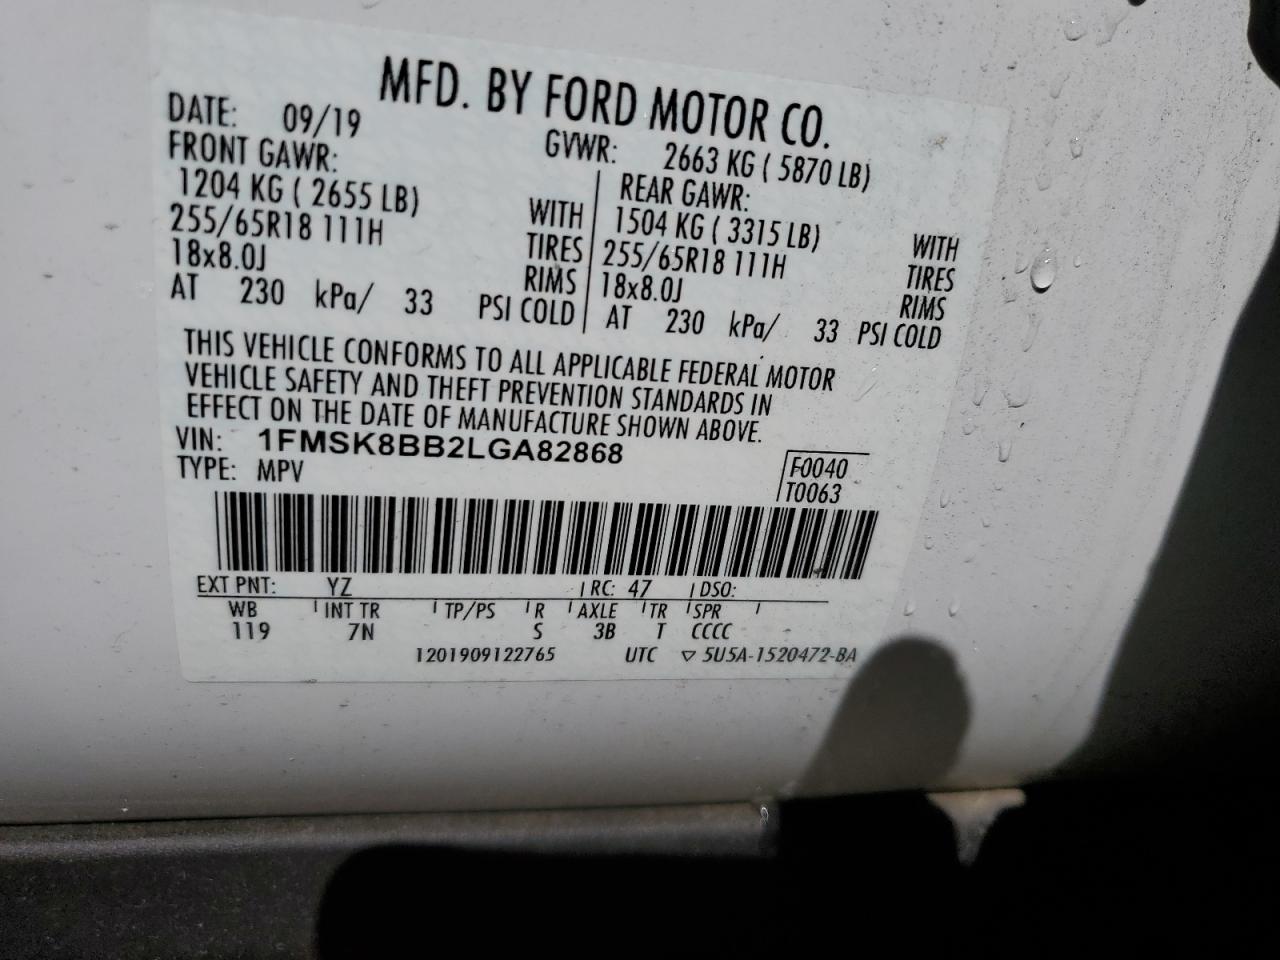 MFD. BY FORD MOTOR CO.
DATE: 09/19 GVWR: 2663 KG ( 5870 LB)
FRONT GAWR: REAR GAWR:
1204 KG ( 2655 LB) WITH 1504 KG ( 3315 LB) WITH
255/65R18 111H TIRES 255/65R18 111H TIRES
18x8.0J RIMS 18x8.0J RIMS
AT 230 kPa/ 33 PSI COLD AT 230 kPa/ 33 PSI COLD
THIS VEHICLE CONFORMS TO ALL APPLICABLE FEDERAL MOTOR
VEHICLE SAFETY AND THEFT PREVENTION STANDARDS IN
EFFECT ON THE DATE OF MANUFACTURE SHOWN ABOVE.
VIN: 1FMSK8BB2LGA82868
TYPE: MPV F0040
T0063
EXT PNT: YZ RC: 47 DSO:
WB INT TR TP/PS R AXLE TR SPR
119 7N S 3B T CCCC
1201909122765 UTC ▽ 5U5A-1520472-BA